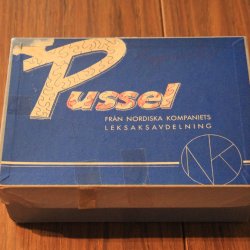 Pussel
FRÅN NORDISKA KOMPANIETS
LEKSAKSAVDELNING
NK